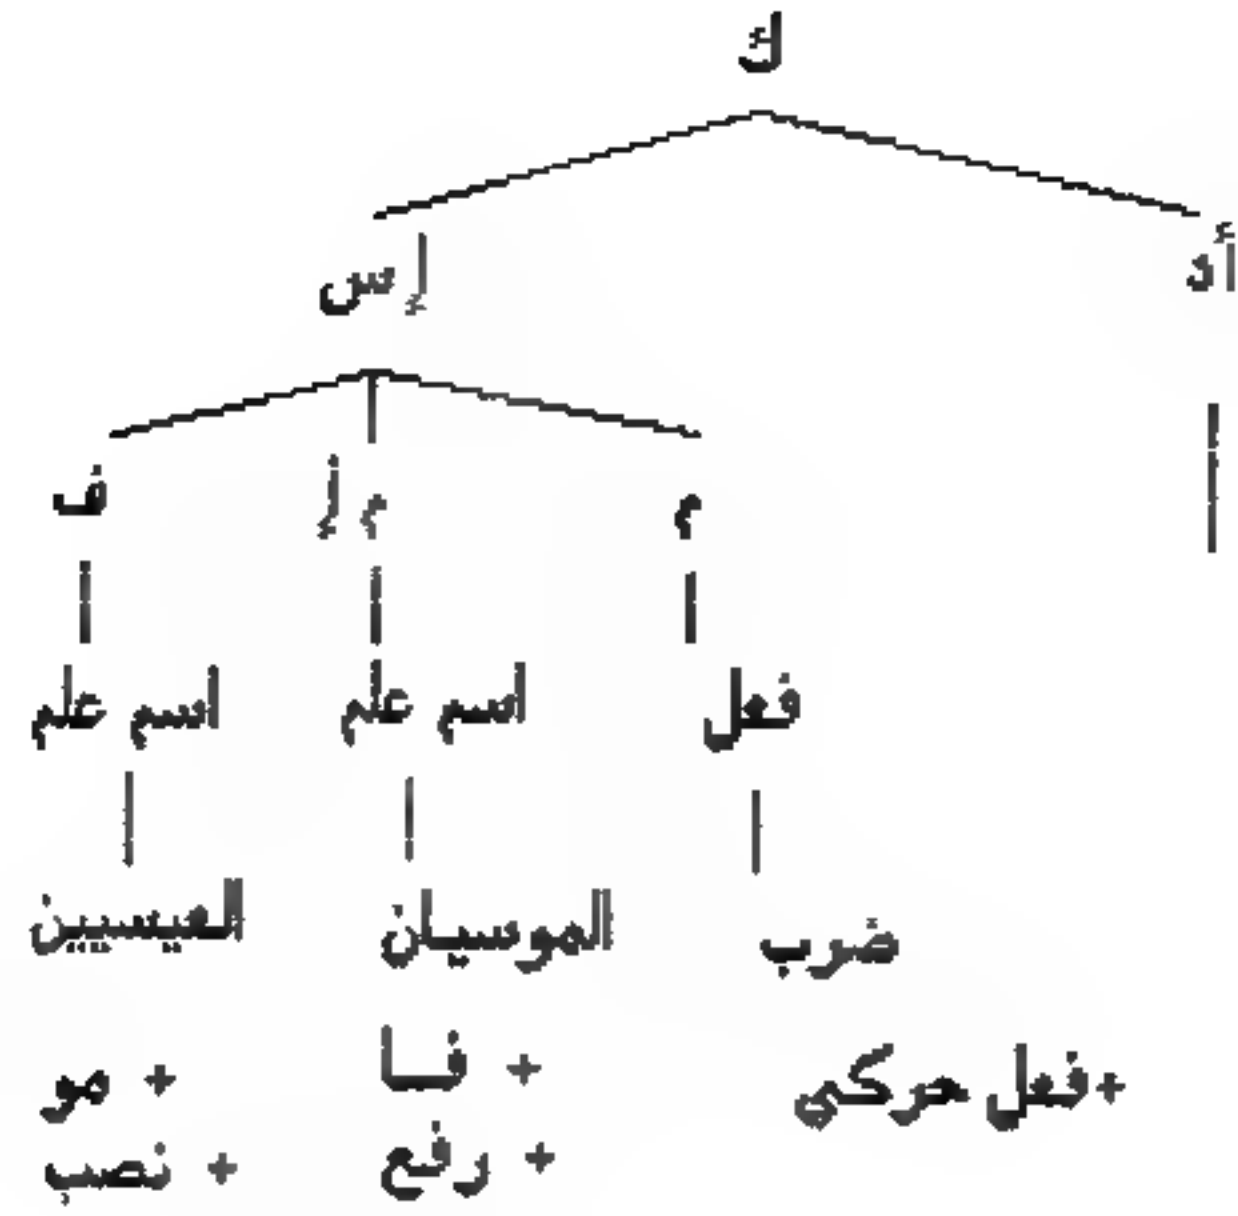 ك
أد إس
م م إ ف
فعل اسم علم اسم علم
ضرب الموسيان العيسيين
+فعل حركي + فا + مو
+ رفع + نصب